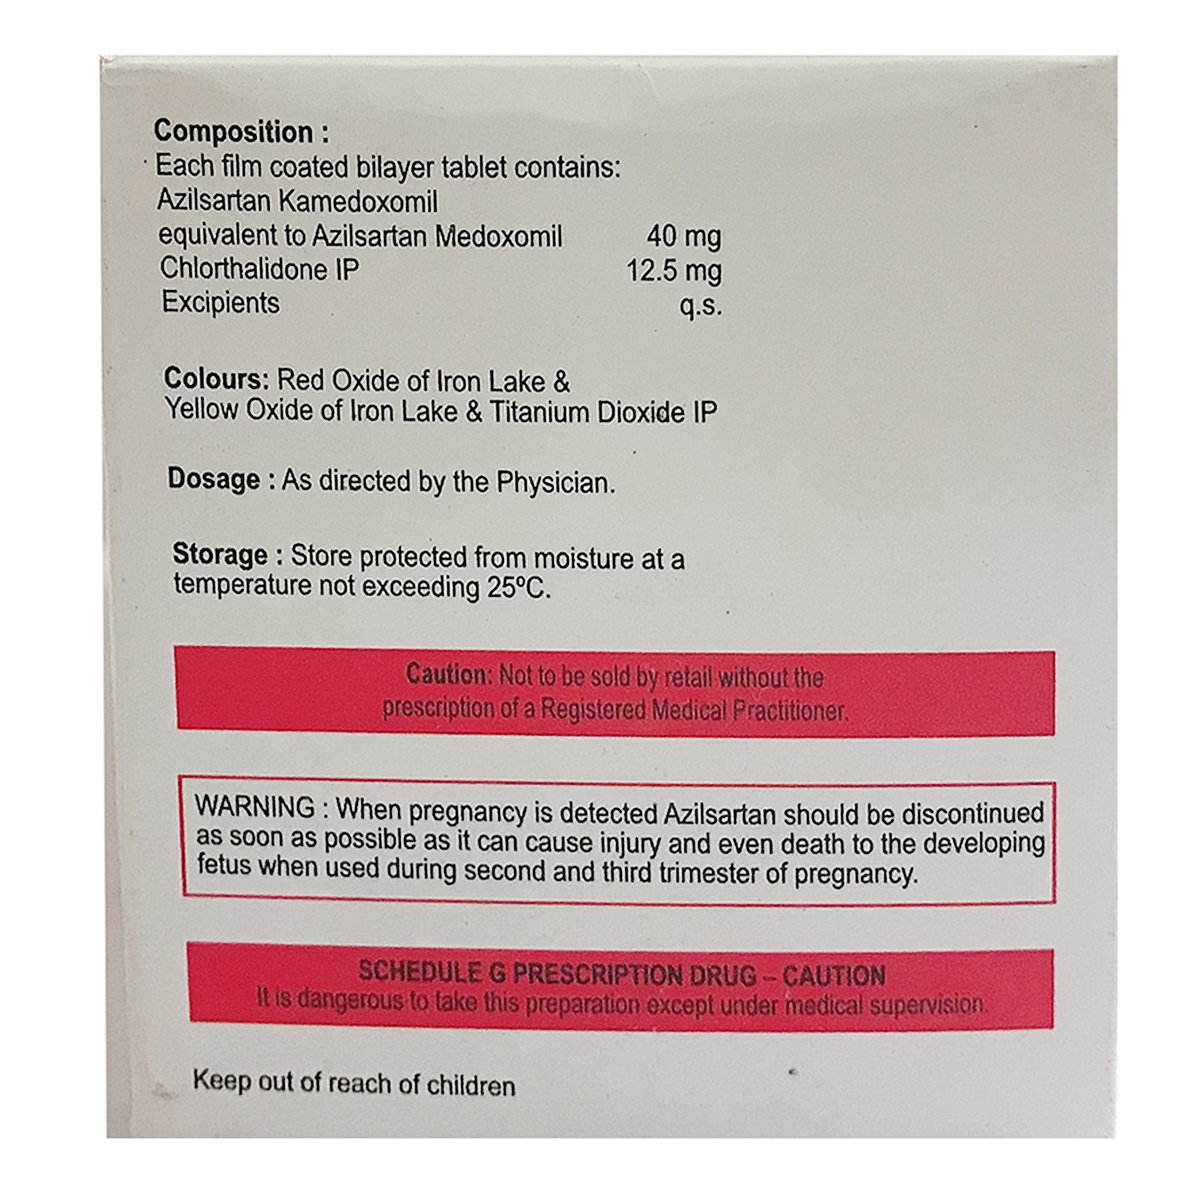 Composition :
Each film coated bilayer tablet contains:
Azilsartan Kamedoxomil
equivalent to Azilsartan Medoxomil 40 mg
Chlorthalidone IP 12.5 mg
Excipients q.s.
Colours: Red Oxide of Iron Lake &
Yellow Oxide of Iron Lake & Titanium Dioxide IP
Dosage : As directed by the Physician.
Storage : Store protected from moisture at a
temperature not exceeding 25ºC.
Caution: Not to be sold by retail without the
prescription of a Registered Medical Practitioner.
WARNING : When pregnancy is detected Azilsartan should be discontinued
as soon as possible as it can cause injury and even death to the developing
fetus when used during second and third trimester of pregnancy.
SCHEDULE G PRESCRIPTION DRUG – CAUTION
It is dangerous to take this preparation except under medical supervision.
Keep out of reach of children